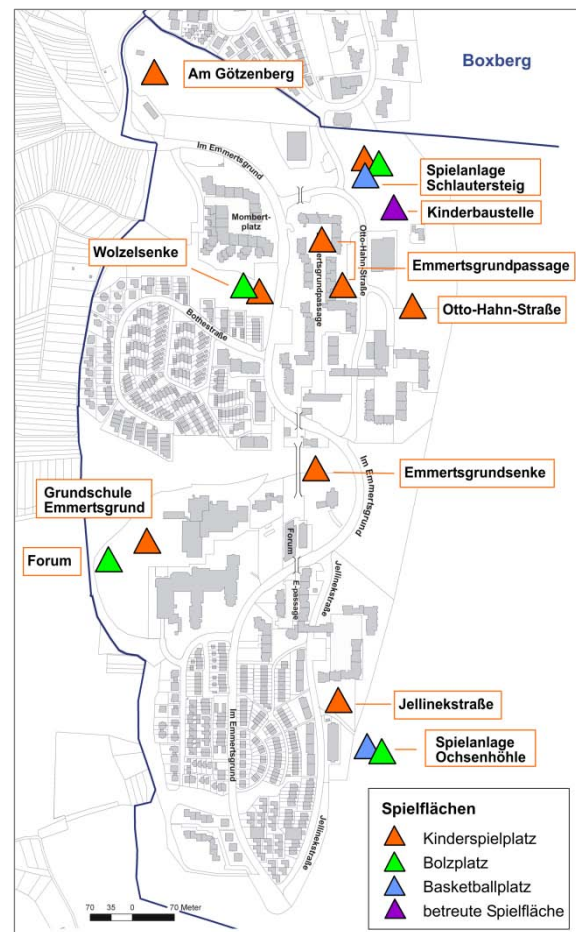 Boxberg
Am Götzenberg
Im Emmertsgrund
Spielanlage
Schlautersteig
Kinderbaustelle
Mombert-
platz
Otto-Hahn-Straße
Wolzelsenke
Emmertsgrundpassage
ertsgrundpassage
Otto-Hahn-Straße
Bothestraße
Im Emmertsgrund
Emmertsgrundsenke
Grundschule
Emmertsgrund
Forum
Forum
E-passage
Jellinekstraße
Jellinekstraße
Im Emmertsgrund
Spielanlage
Ochsenhöhle
Jellinekstraße
Spielflächen
Kinderspielplatz
Bolzplatz
Basketballplatz
betreute Spielfläche
70 35 0 70 Meter